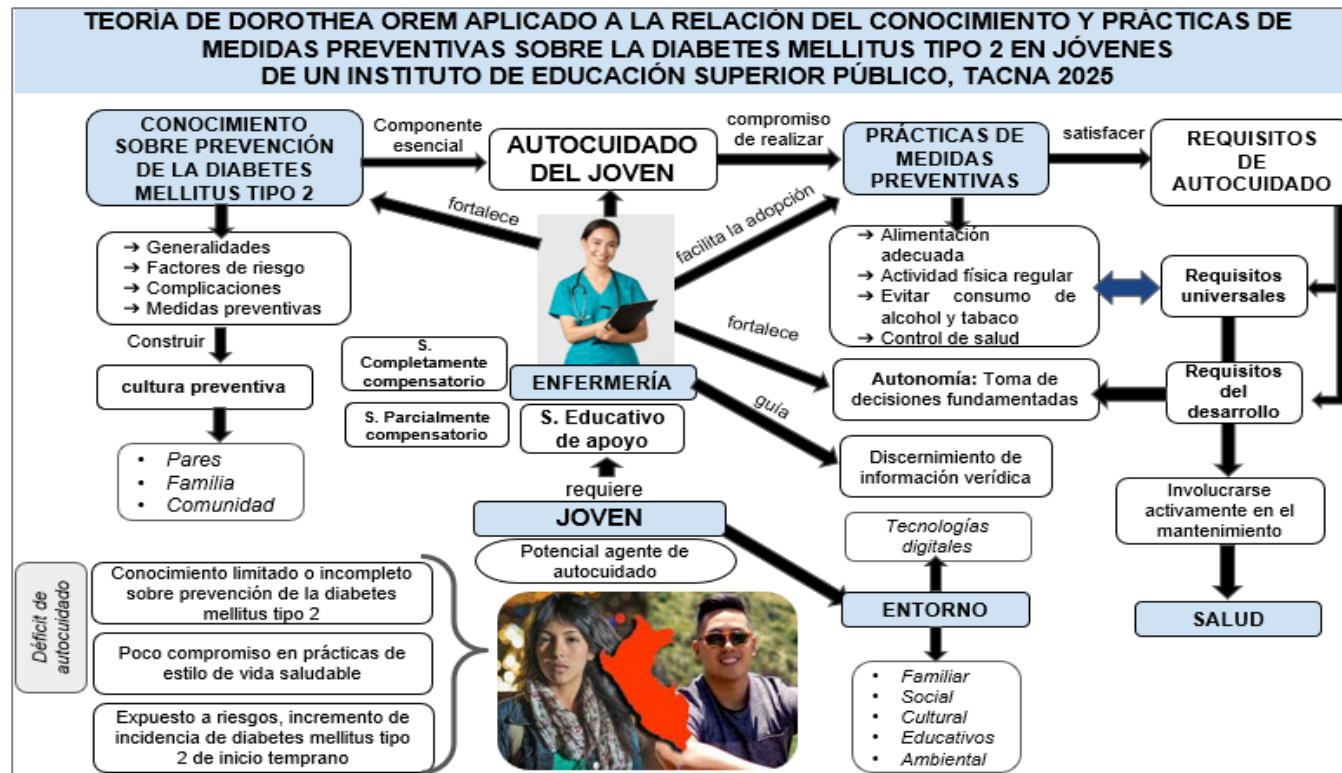 TEORÍA DE DOROTHEA OREM APLICADO A LA RELACIÓN DEL CONOCIMIENTO Y PRÁCTICAS DE
MEDIDAS PREVENTIVAS SOBRE LA DIABETES MELLITUS TIPO 2 EN JÓVENES
DE UN INSTITUTO DE EDUCACIÓN SUPERIOR PÚBLICO, TACNA 2025
CONOCIMIENTO
SOBRE PREVENCIÓN
DE LA DIABETES
MELLITUS TIPO 2
Componente
esencial
AUTOCUIDADO
DEL JOVEN
compromiso
de realizar
PRÁCTICAS DE
MEDIDAS
PREVENTIVAS
satisfacer
REQUISITOS
DE
AUTOCUIDADO
fortalece
facilita la adopción
➔ Generalidades
➔ Factores de riesgo
➔ Complicaciones
➔ Medidas preventivas
➔ Alimentación
adecuada
➔ Actividad física regular
➔ Evitar consumo de
alcohol y tabaco
➔ Control de salud
Requisitos
universales
Construir
cultura preventiva
• Pares
• Familia
• Comunidad
S.
Completamente
compensatorio
S. Parcialmente
compensatorio
ENFERMERÍA
S. Educativo
de apoyo
fortalece
guía
Autonomía: Toma de
decisiones fundamentadas
Requisitos
del
desarrollo
Discernimiento de
información verídica
Involucrarse
activamente en el
mantenimiento
SALUD
requiere
JOVEN
Potencial agente de
autocuidado
Tecnologías
digitales
ENTORNO
• Familiar
• Social
• Cultural
• Educativos
• Ambiental
Déficit de
autocuidado
Conocimiento limitado o incompleto
sobre prevención de la diabetes
mellitus tipo 2
Poco compromiso en prácticas de
estilo de vida saludable
Expuesto a riesgos, incremento de
incidencia de diabetes mellitus tipo
2 de inicio temprano